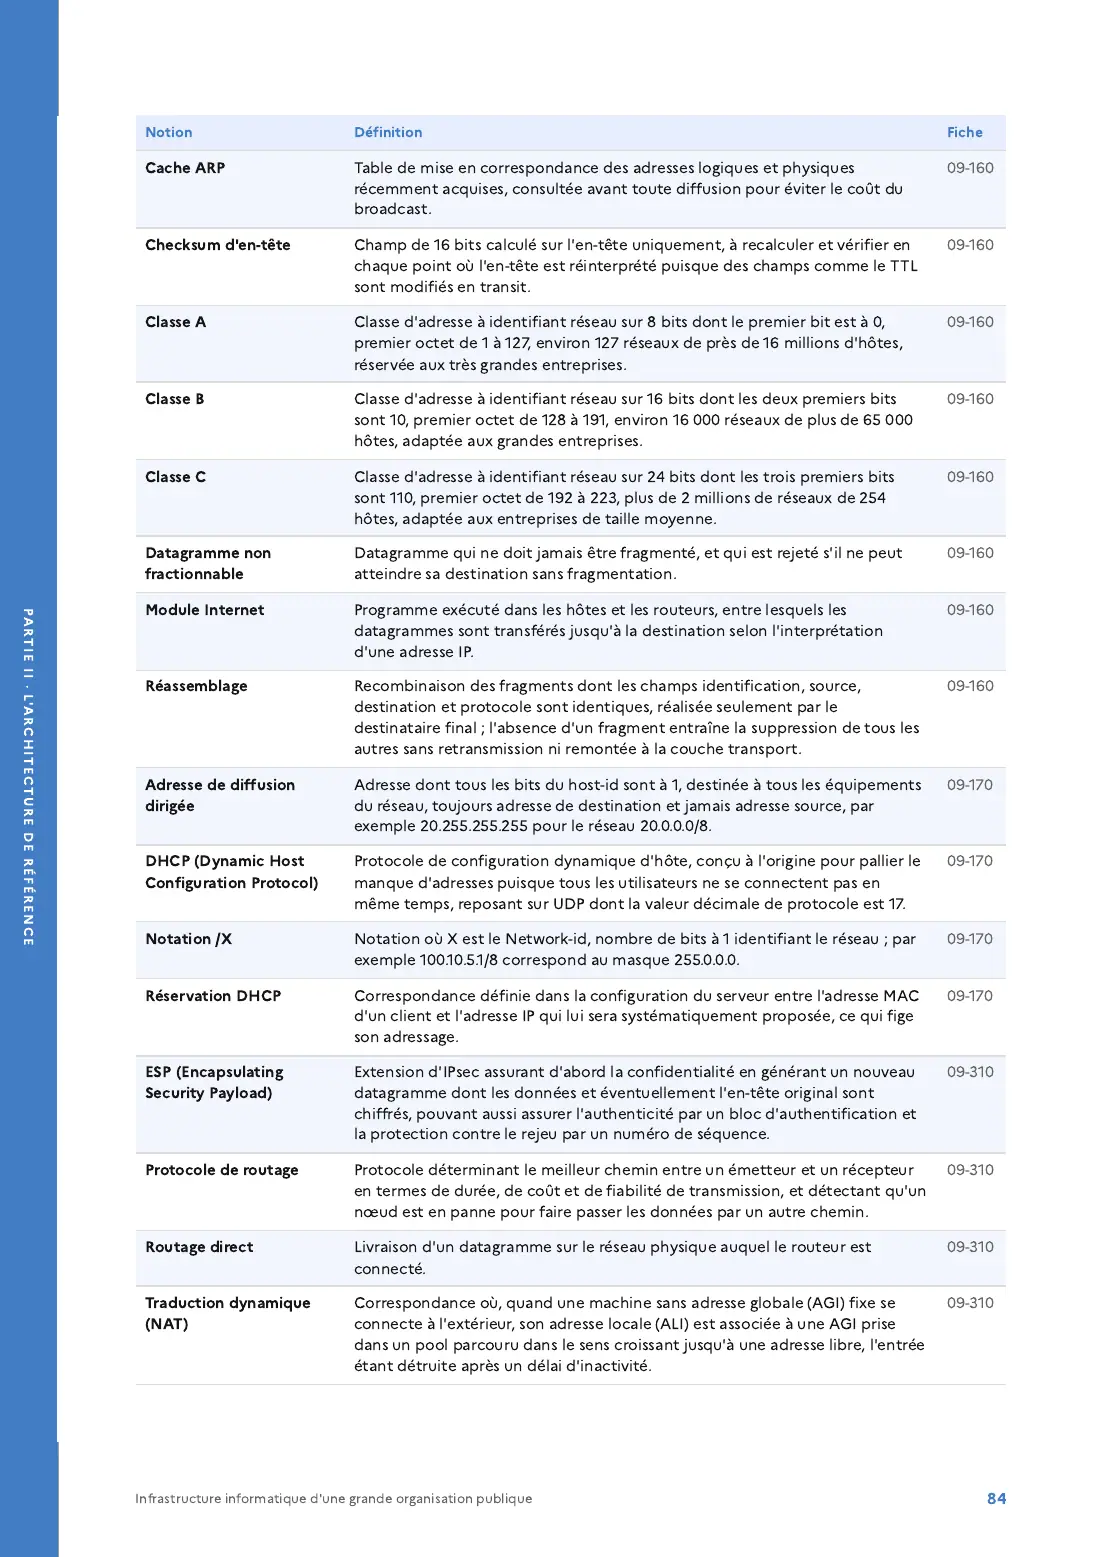 Notion Définition Fiche
Cache ARP Table de mise en correspondance des adresses logiques et physiques 09-160
récemment acquises, consultée avant toute diffusion pour éviter le coût du
broadcast.
Checksum d'en-tête Champ de 16 bits calculé sur l'en-tête uniquement, à recalculer et vérifier en 09-160
chaque point où l'en-tête est réinterprété puisque des champs comme le TTL
sont modifiés en transit.
Classe A Classe d'adresse à identifiant réseau sur 8 bits dont le premier bit est à 0, 09-160
premier octet de 1 à 127, environ 127 réseaux de près de 16 millions d'hôtes,
réservée aux très grandes entreprises.
Classe B Classe d'adresse à identifiant réseau sur 16 bits dont les deux premiers bits 09-160
sont 10, premier octet de 128 à 191, environ 16 000 réseaux de plus de 65 000
hôtes, adaptée aux grandes entreprises.
Classe C Classe d'adresse à identifiant réseau sur 24 bits dont les trois premiers bits 09-160
sont 110, premier octet de 192 à 223, plus de 2 millions de réseaux de 254
hôtes, adaptée aux entreprises de taille moyenne.
Datagramme non Datagramme qui ne doit jamais être fragmenté, et qui est rejeté s'il ne peut 09-160
fractionnable atteindre sa destination sans fragmentation.
Module Internet Programme exécuté dans les hôtes et les routeurs, entre lesquels les 09-160
datagrammes sont transférés jusqu'à la destination selon l'interprétation
d'une adresse IP.
Réassemblage Recombinaison des fragments dont les champs identification, source, 09-160
destination et protocole sont identiques, réalisée seulement par le
destinataire final ; l'absence d'un fragment entraîne la suppression de tous les
autres sans retransmission ni remontée à la couche transport.
Adresse de diffusion Adresse dont tous les bits du host-id sont à 1, destinée à tous les équipements 09-170
dirigée du réseau, toujours adresse de destination et jamais adresse source, par
exemple 20.255.255.255 pour le réseau 20.0.0.0/8.
DHCP (Dynamic Host Protocole de configuration dynamique d'hôte, conçu à l'origine pour pallier le 09-170
Configuration Protocol) manque d'adresses puisque tous les utilisateurs ne se connectent pas en
même temps, reposant sur UDP dont la valeur décimale de protocole est 17.
Notation /X Notation où X est le Network-id, nombre de bits à 1 identifiant le réseau ; par 09-170
exemple 100.10.5.1/8 correspond au masque 255.0.0.0.
Réservation DHCP Correspondance définie dans la configuration du serveur entre l'adresse MAC 09-170
d'un client et l'adresse IP qui lui sera systématiquement proposée, ce qui fige
son adressage.
ESP (Encapsulating Extension d'IPsec assurant d'abord la confidentialité en générant un nouveau 09-310
Security Payload) datagramme dont les données et éventuellement l'en-tête original sont
chiffrés, pouvant aussi assurer l'authenticité par un bloc d'authentification et
la protection contre le rejeu par un numéro de séquence.
Protocole de routage Protocole déterminant le meilleur chemin entre un émetteur et un récepteur 09-310
en termes de durée, de coût et de fiabilité de transmission, et détectant qu'un
nœud est en panne pour faire passer les données par un autre chemin.
Routage direct Livraison d'un datagramme sur le réseau physique auquel le routeur est 09-310
connecté.
Traduction dynamique Correspondance où, quand une machine sans adresse globale (AGI) fixe se 09-310
(NAT) connecte à l'extérieur, son adresse locale (ALI) est associée à une AGI prise
dans un pool parcouru dans le sens croissant jusqu'à une adresse libre, l'entrée
étant détruite après un délai d'inactivité.
PARTIE II · L'ARCHITECTURE DE RÉFÉRENCE
Infrastructure informatique d'une grande organisation publique 84